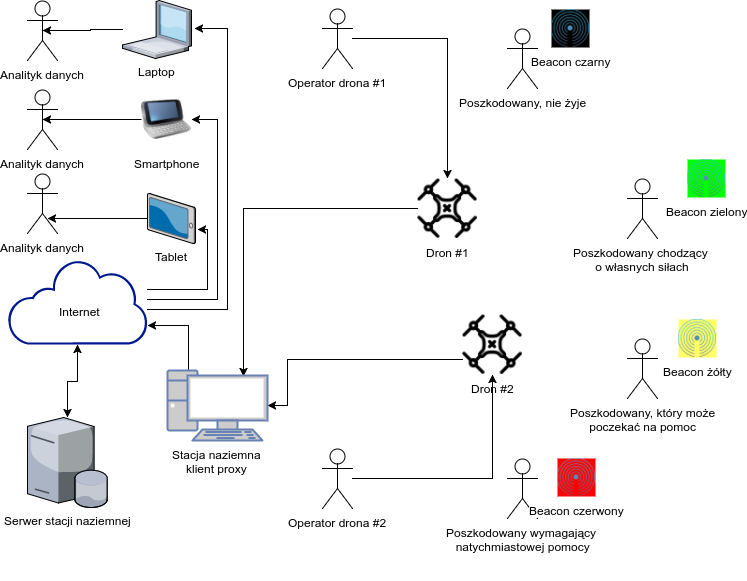 Analityk danych
Laptop
Operator drona #1
Beacon czarny
Poszkodowany, nie żyje
Analityk danych
Smartphone
Analityk danych
Tablet
Dron #1
Beacon zielony
Poszkodowany chodzący
o własnych siłach
Internet
Dron #2
Beacon żółty
Poszkodowany, który może
poczekać na pomoc
Stacja naziemna
klient proxy
Serwer stacji naziemnej
Operator drona #2
Beacon czerwony
Poszkodowany wymagający
natychmiastowej pomocy